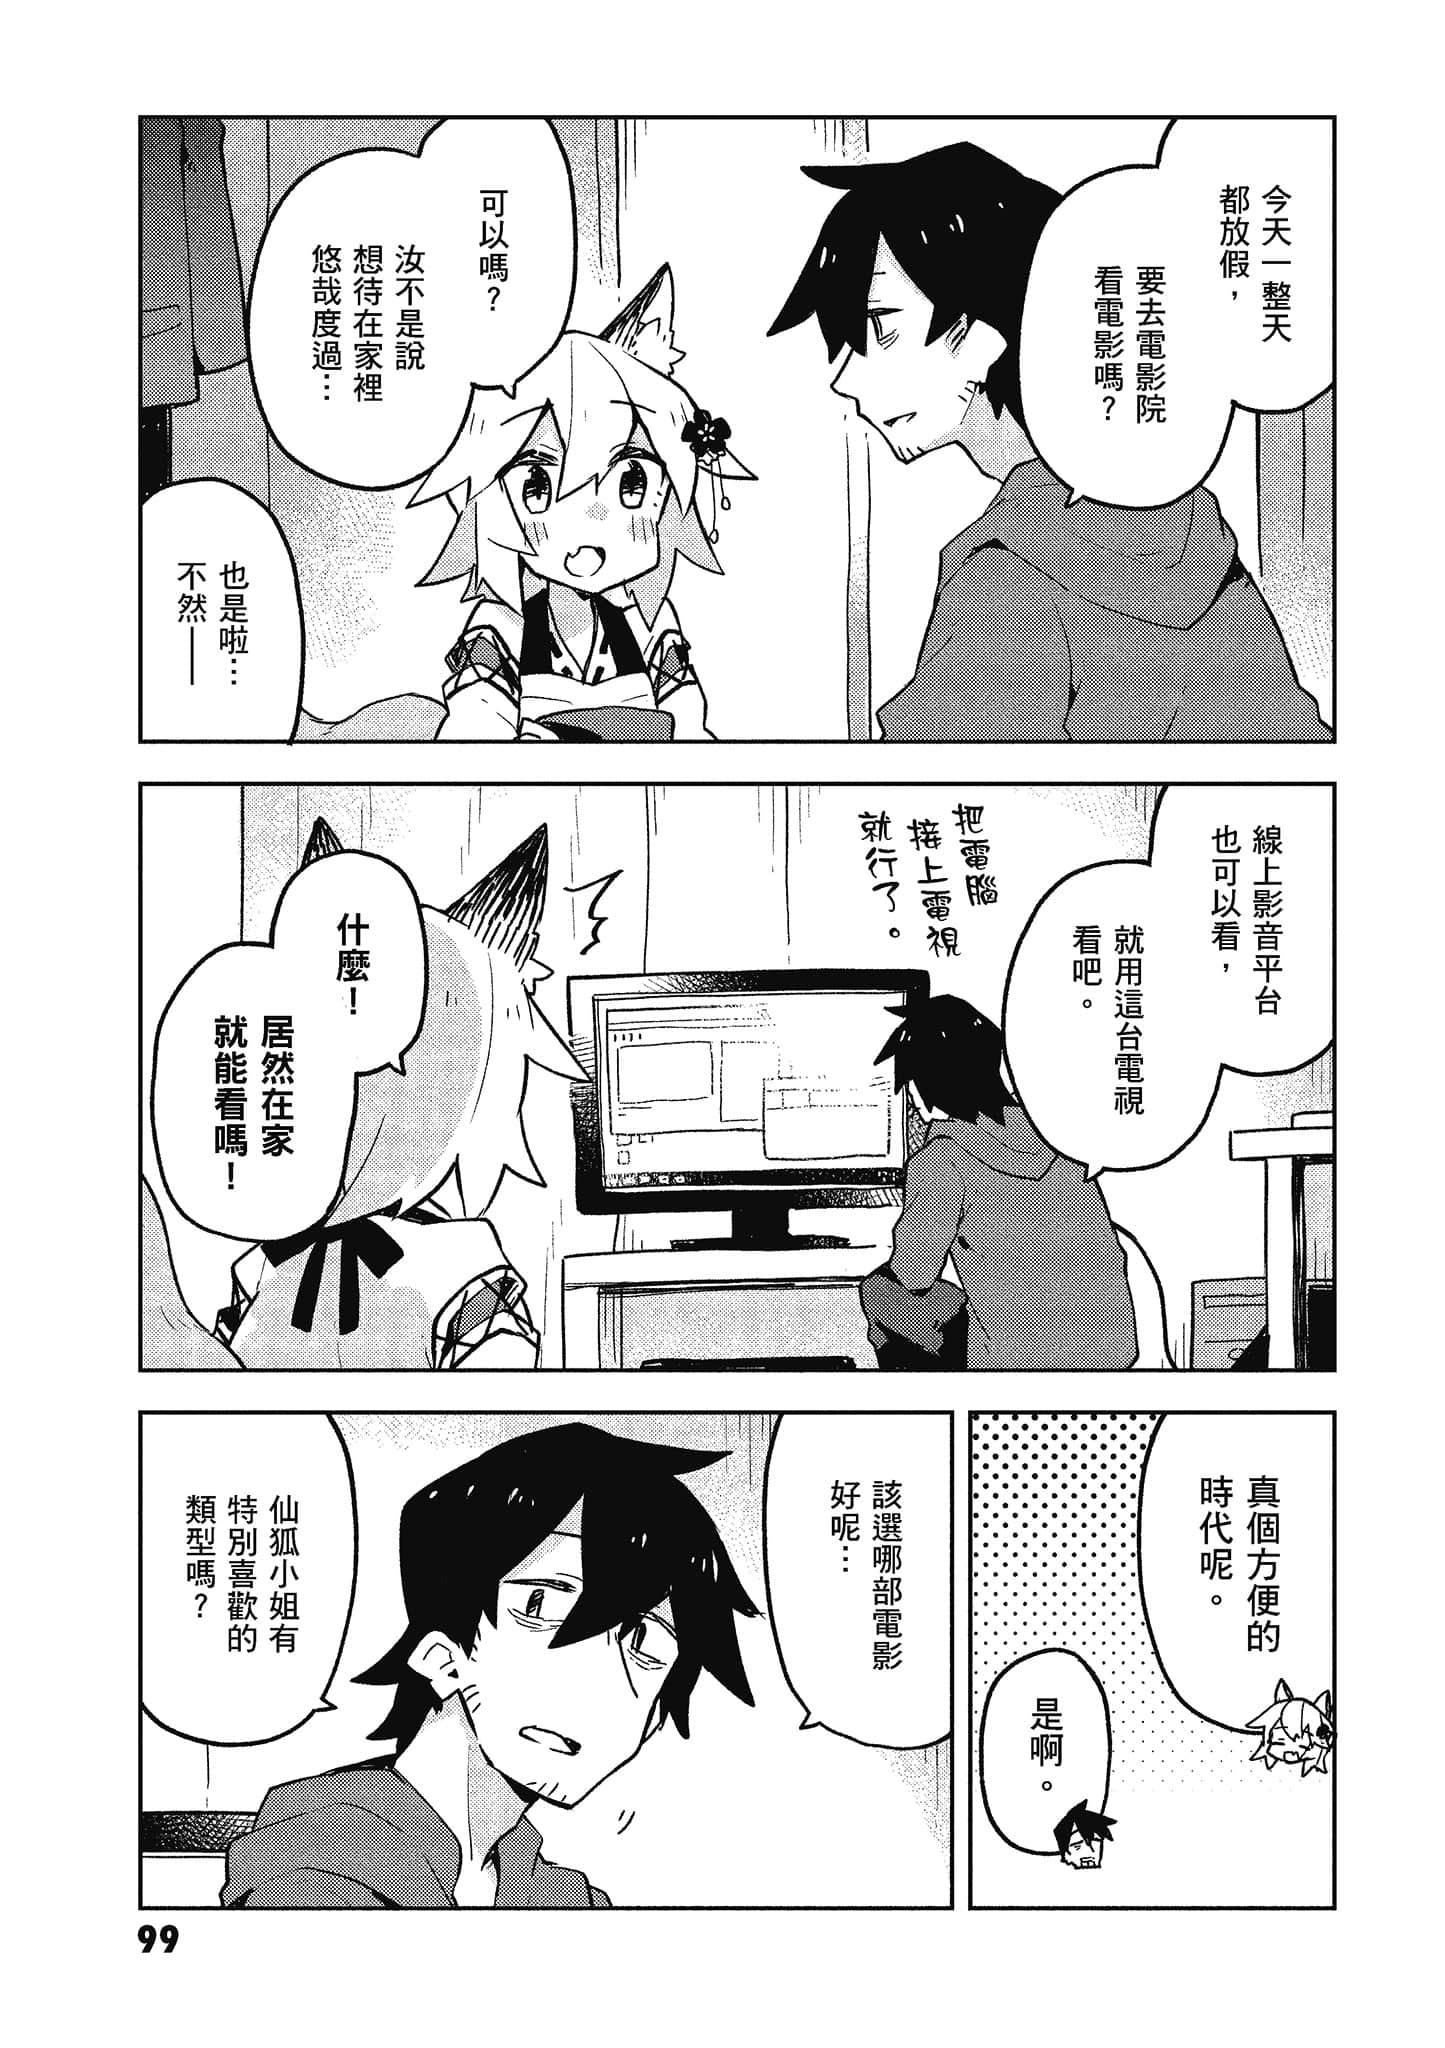 今天一整天
都放假，
要去電影院
看電影嗎？
可以嗎？
汝不是說
想待在家裡
悠哉度過…
也是啦…
不然——
線上影音平台
也可以看，
就用這台電視
看吧。
把電腦
接上電視
就行了。
什麼！
居然在家
就能看嗎！
真個方便的
時代呢。
是啊。
該選哪部電影
好呢…
仙狐小姐有
特別喜歡的
類型嗎？
99